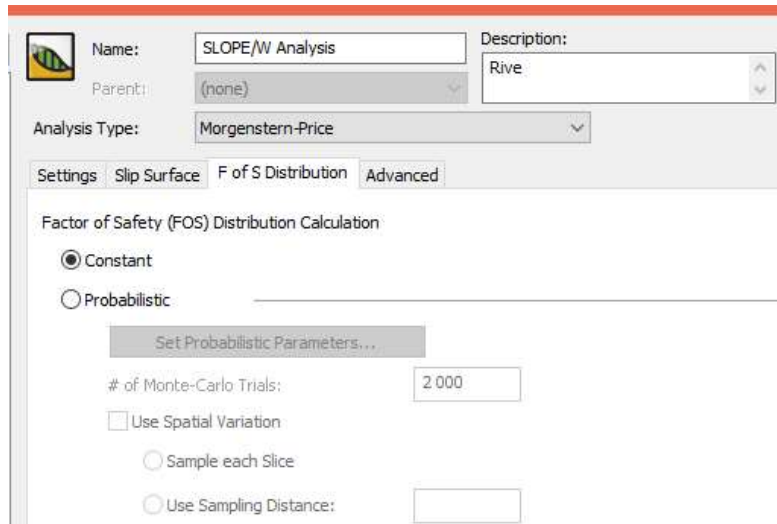 Name:
SLOPE/W Analysis
Description:
Rive
Parent:
(none)
Analysis Type:
Morgenstern-Price
Settings
Slip Surface
F of S Distribution
Advanced
Factor of Safety (FOS) Distribution Calculation
Constant
Probabilistic
Set Probabilistic Parameters...
# of Monte-Carlo Trials:
2 000
Use Spatial Variation
Sample each Slice
Use Sampling Distance: